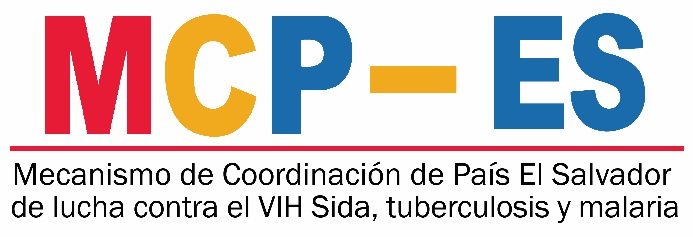 MCP-ES
Mecanismo de Coordinación de País El Salvador
de lucha contra el VIH Sida, tuberculosis y malaria